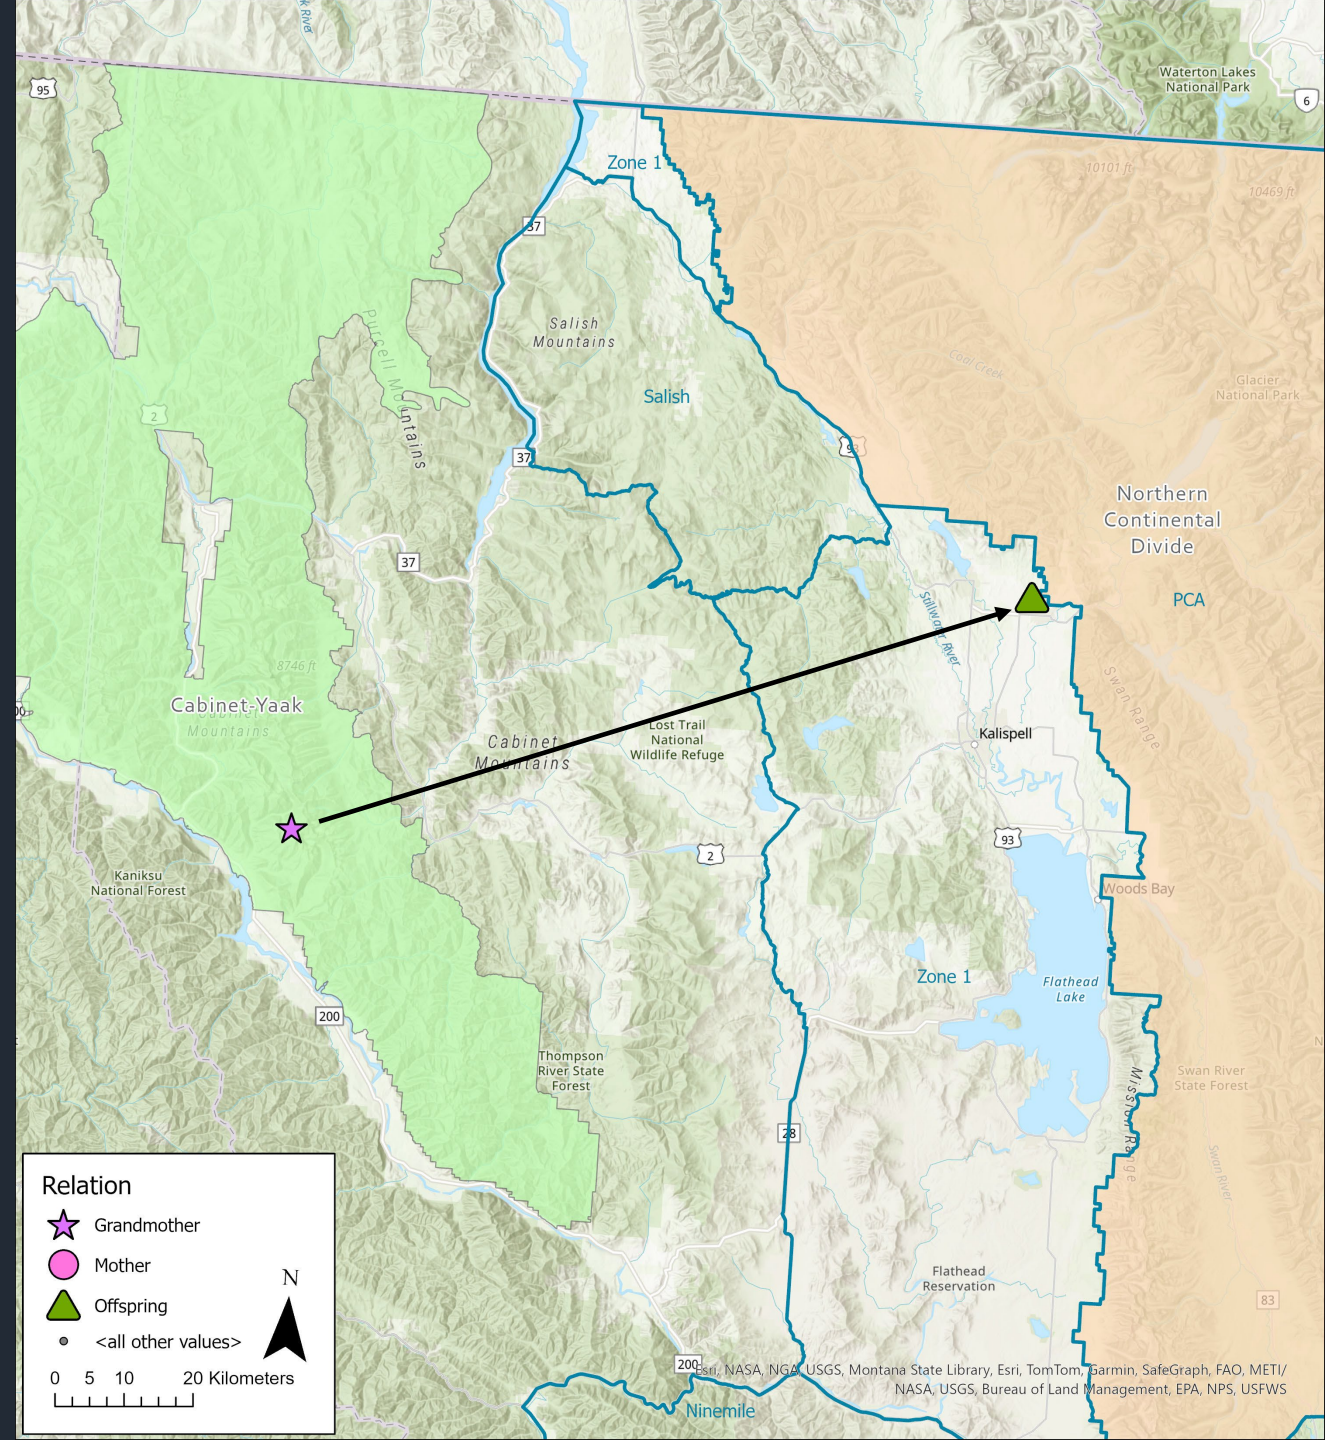 k River
95
Waterton Lakes
National Park
6
10101 ft
10469 ft
Zone 1
37
Salish
Mountains
Purcell Mountains
Salish
Coal Creek
Glacier
National Park
2
37
Northern
Continental
Divide
37
PCA
Stillwater River
8746 ft
Cabinet-Yaak
Cabinet
Mountains
Swan Range
Lost Trail
National
Wildlife Refuge
Kalispell
Cabinet
Mountains
93
2
Kaniksu
National Forest
Woods Bay
Zone 1
Flathead
Lake
200
Thompson
River State
Forest
Swan River
State Forest
Mission Range
28
Swan River
Relation
Grandmother
Mother
Offspring
<all other values>
N
0 5 10 20 Kilometers
Flathead
Reservation
83
200
Esri, NASA, NGA, USGS, Montana State Library, Esri, TomTom, Garmin, SafeGraph, FAO, METI/
NASA, USGS, Bureau of Land Management, EPA, NPS, USFWS
Ninemile